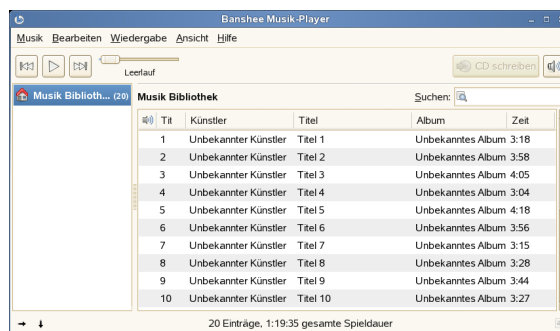 Banshee Musik-Player
Musik Bearbeiten Wiedergabe Ansicht Hilfe
Leerlauf
CD schreiben
Musik Biblioth... (20)
Musik Bibliothek
Suchen:
Tit Künstler Titel Album Zeit
1 Unbekannter Künstler Titel 1 Unbekanntes Album 3:18
2 Unbekannter Künstler Titel 2 Unbekanntes Album 3:58
3 Unbekannter Künstler Titel 3 Unbekanntes Album 4:05
4 Unbekannter Künstler Titel 4 Unbekanntes Album 3:04
5 Unbekannter Künstler Titel 5 Unbekanntes Album 4:18
6 Unbekannter Künstler Titel 6 Unbekanntes Album 3:56
7 Unbekannter Künstler Titel 7 Unbekanntes Album 3:15
8 Unbekannter Künstler Titel 8 Unbekanntes Album 3:28
9 Unbekannter Künstler Titel 9 Unbekanntes Album 3:44
10 Unbekannter Künstler Titel 10 Unbekanntes Album 3:27
20 Einträge, 1:19:35 gesamte Spieldauer